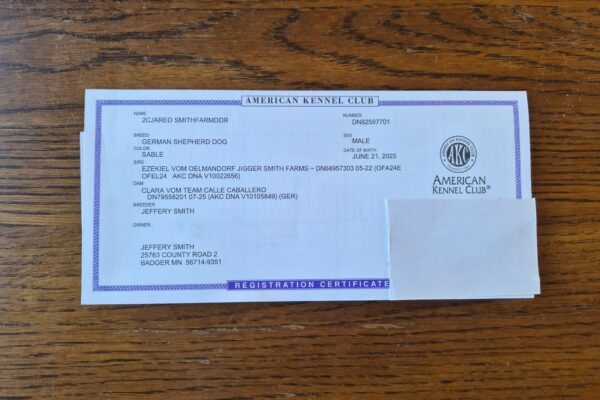 AMERICAN KENNEL CLUB
NAME
2CJARED SMITHFARMDDR
NUMBER
DN82597701
BREED
GERMAN SHEPHERD DOG
SEX
MALE
COLOR
SABLE
DATE OF BIRTH
JUNE 21, 2025
SIRE
EZEKIEL VOM OELMANDORF JIGGER SMITH FARMS ~ DN64957303 05-22 (OFA24E
OFEL24 AKC DNA V10022656)
DAM
CLARA VOM TEAM CALLE CABALLERO
DN79558201 07-25 (AKC DNA V10105849) (GER)
BREEDER
JEFFERY SMITH
OWNER
JEFFERY SMITH
25763 COUNTY ROAD 2
BADGER MN 56714-9351
AKC
AMERICAN
KENNEL CLUB®
REGISTRATION CERTIFICATE